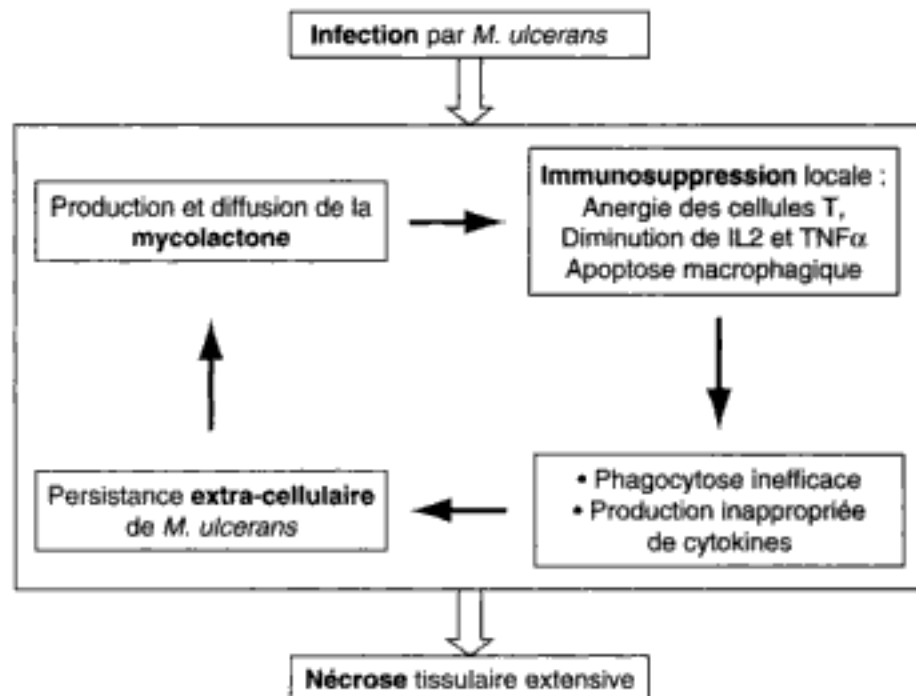 Infection par M. ulcerans
Production et diffusion de la
mycolactone
Immunosuppression locale :
Anergie des cellules T,
Diminution de IL2 et TNFα
Apoptose macrophagique
• Phagocytose inefficace
• Production inappropriée
de cytokines
Persistance extra-cellulaire
de M. ulcerans
Nécrose tissulaire extensive